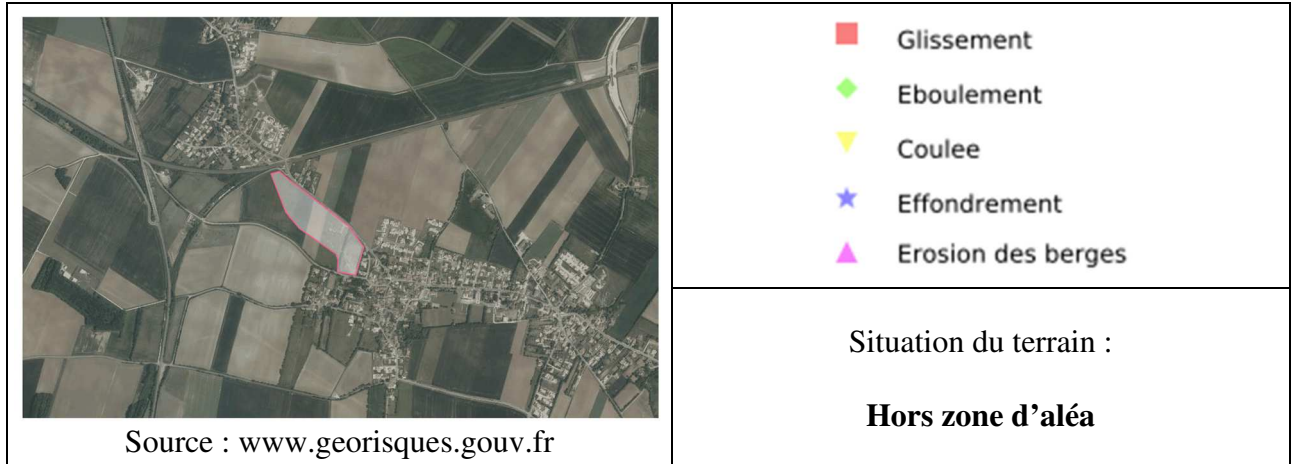 Glissement
Eboulement
Coulee
Effondrement
Erosion des berges
Situation du terrain :
Hors zone d’aléa
Source : www.georisques.gouv.fr